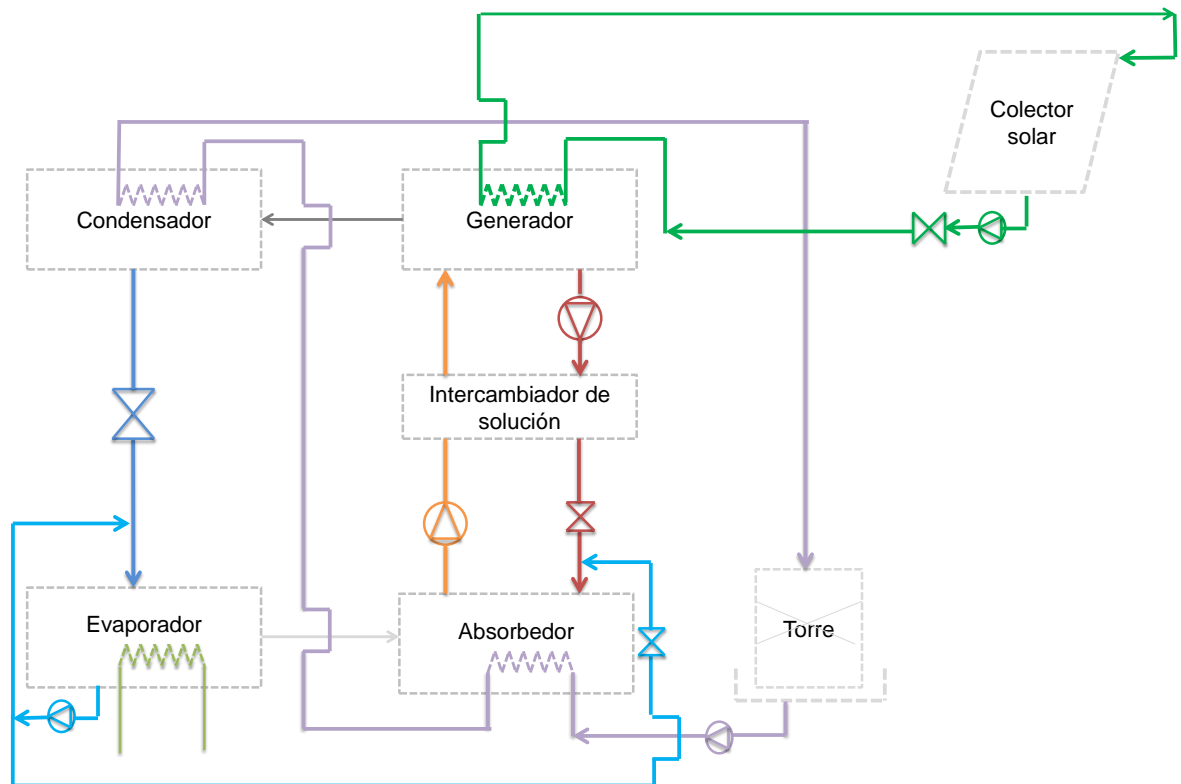 Colector
solar
Condensador
Generador
Intercambiador de
solución
Evaporador
Absorbedor
Torre